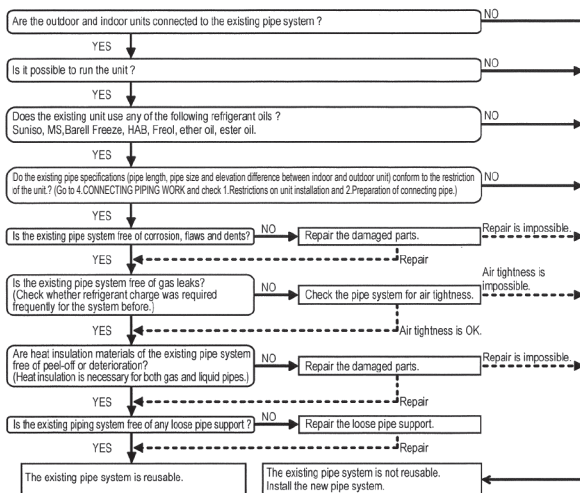 Are the outdoor and indoor units connected to the existing pipe system ?
NO
YES
Is it possible to run the unit ?
NO
YES
Does the existing unit use any of the following refrigerant oils ?
Suniso, MS,Barell Freeze, HAB, Freol, ether oil, ester oil.
NO
YES
Do the existing pipe specifications (pipe length, pipe size and elevation difference between indoor and outdoor unit) conform to the restriction
of the unit.? (Go to 4.CONNECTING PIPING WORK and check 1.Restrictions on unit installation and 2.Preparation of connecting pipe.)
NO
YES
Is the existing pipe system free of corrosion, flaws and dents?
NO
Repair the damaged parts.
Repair is impossible.
YES
Repair
Is the existing pipe system free of gas leaks?
(Check whether refrigerant charge was required
frequently for the system before.)
NO
Check the pipe system for air tightness.
Air tightness is
impossible.
YES
Air tightness is OK.
Are heat insulation materials of the existing pipe system
free of peel-off or deterioration?
(Heat insulation is necessary for both gas and liquid pipes.)
NO
Repair the damaged parts.
Repair is impossible.
YES
Repair
Is the existing piping system free of any loose pipe support ?
NO
Repair the loose pipe support.
YES
Repair
The existing pipe system is reusable.
The existing pipe system is not reusable.
Install the new pipe system.